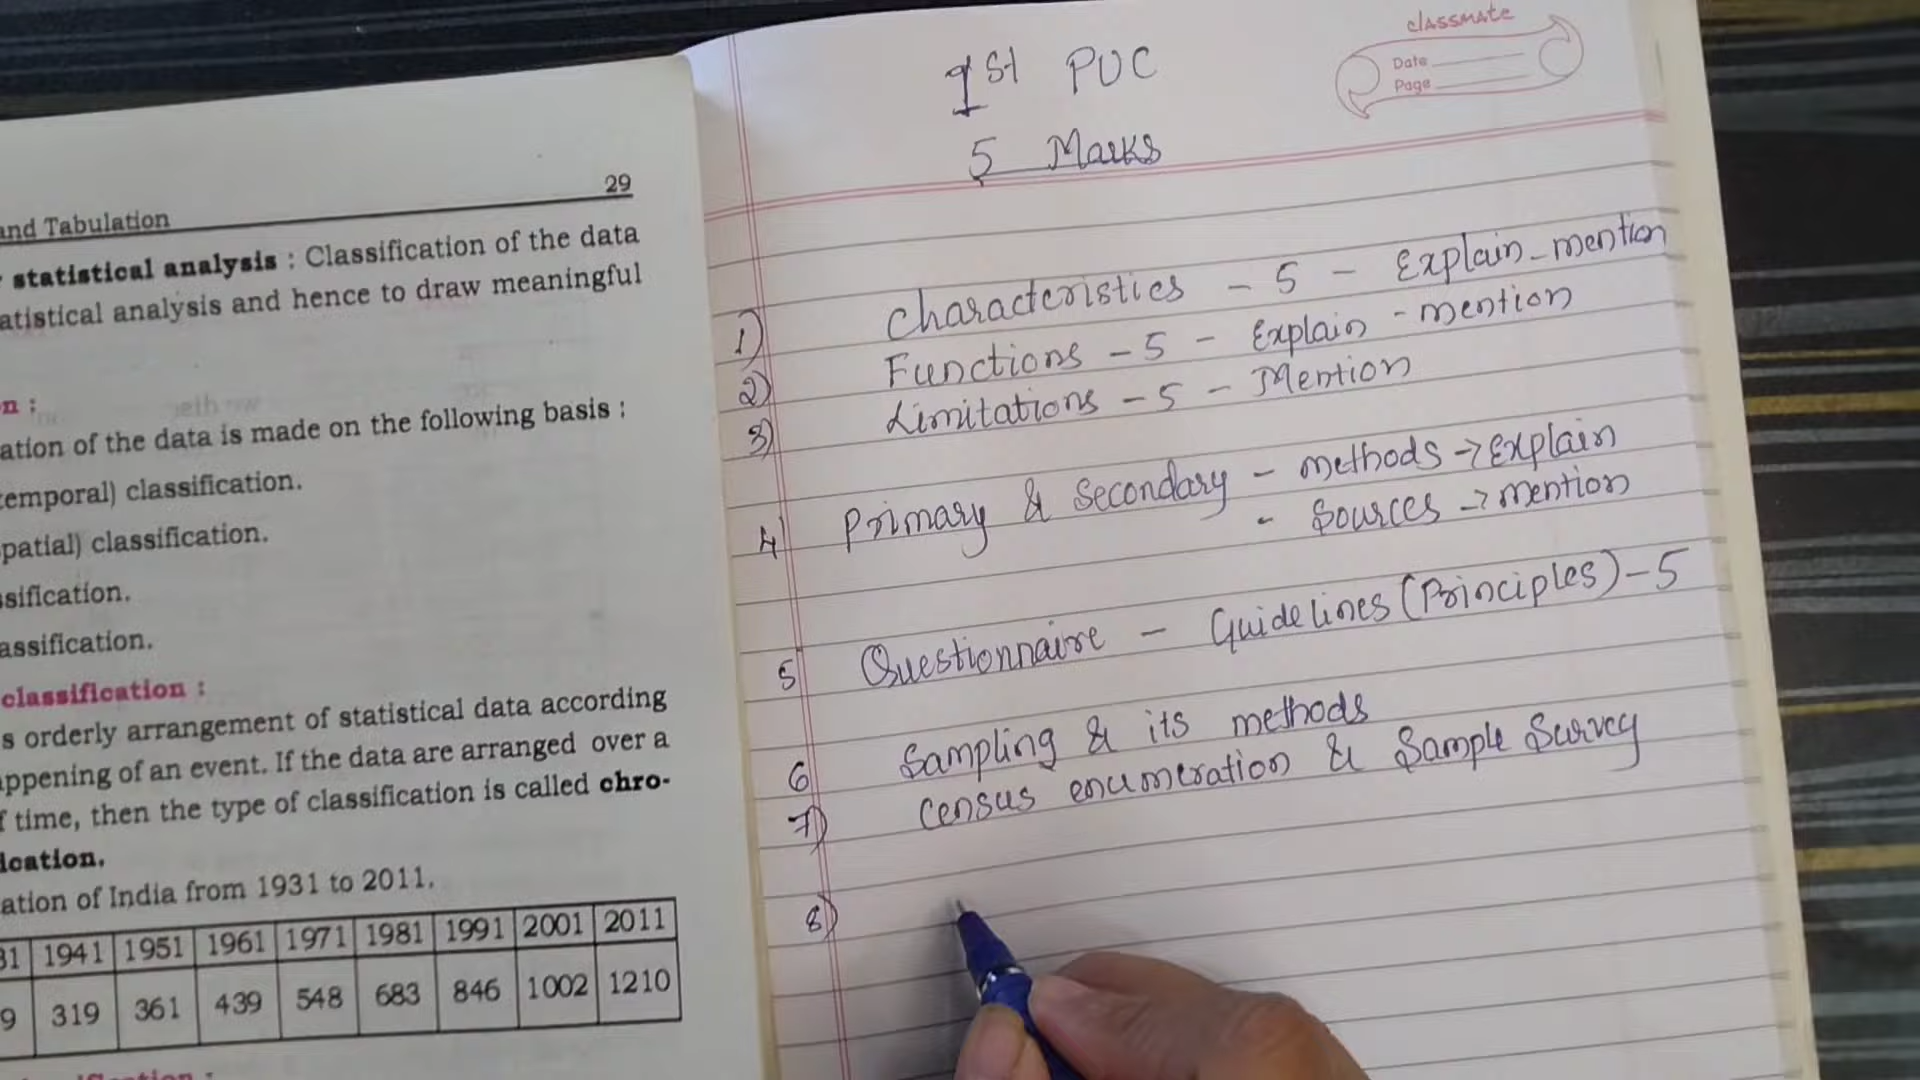 29
and Tabulation
statistical analysis : Classification of the data
atistical analysis and hence to draw meaningful
n :
ation of the data is made on the following basis :
temporal) classification.
patial) classification.
sification.
assification.
classification :
s orderly arrangement of statistical data according
appening of an event. If the data are arranged over a
f time, then the type of classification is called chro-
ication.
ation of India from 1931 to 2011.
31 1941 1951 1961 1971 1981 1991 2001 2011
9 319 361 439 548 683 846 1002 1210
classmate
Date
Page
1st PUC
5 Marks
1) Characteristics - 5 - Explain - mention
2) Functions - 5 - Explain - mention
3) Limitations - 5 - Mention
4) Primary & Secondary - methods → Explain
- Sources → mention
5 Questionnaire - Guidelines (Principles) - 5
6 Sampling & its methods
7) Census enumeration & Sample Survey
8)